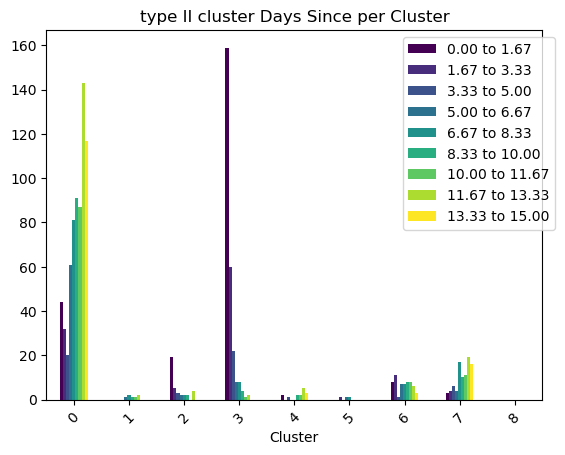 type II cluster Days Since per Cluster
160
140
120
100
80
60
40
20
0
0.00 to 1.67
1.67 to 3.33
3.33 to 5.00
5.00 to 6.67
6.67 to 8.33
8.33 to 10.00
10.00 to 11.67
11.67 to 13.33
13.33 to 15.00
0 1 2 3 4 5 6 7 8
Cluster